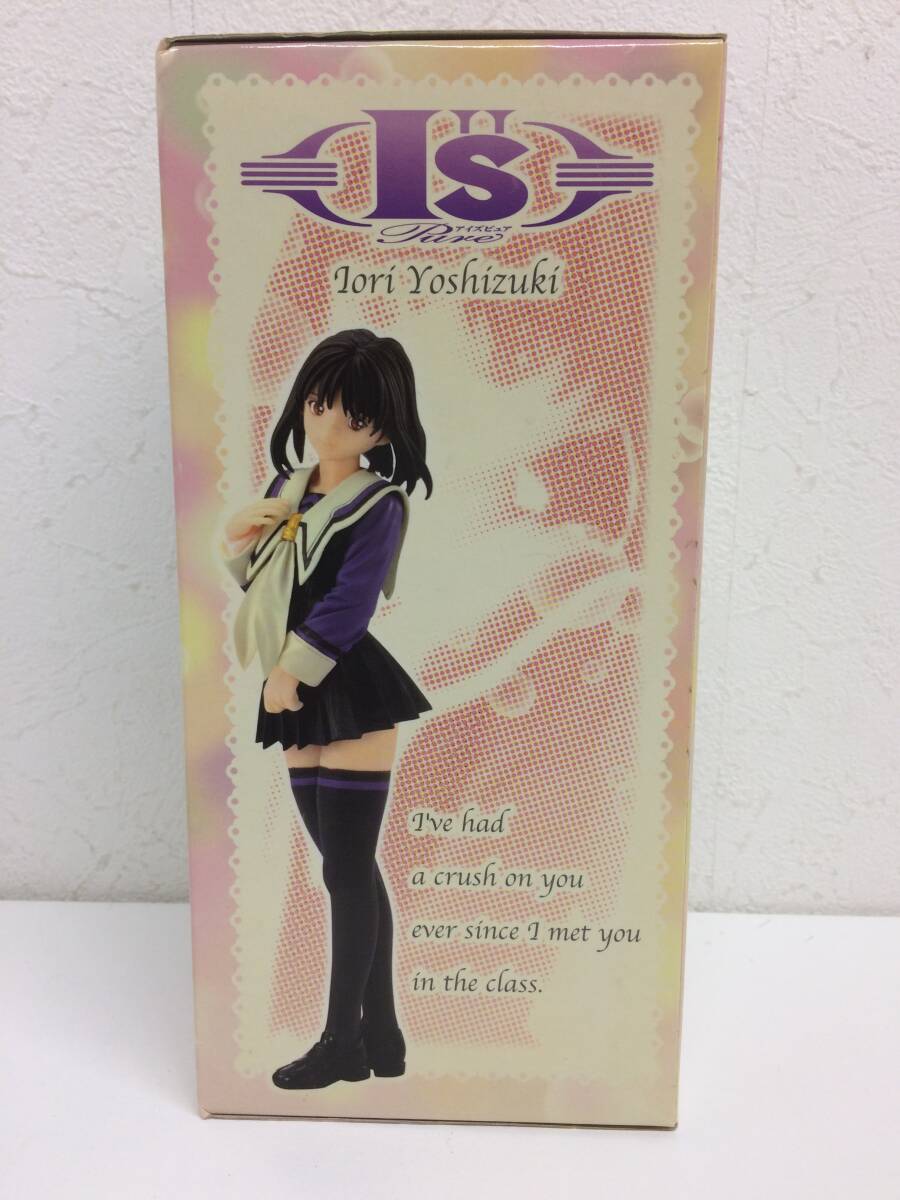 I"s
アイズピュア
Pure
Iori Yoshizuki
I've had
a crush on you
ever since I met you
in the class.